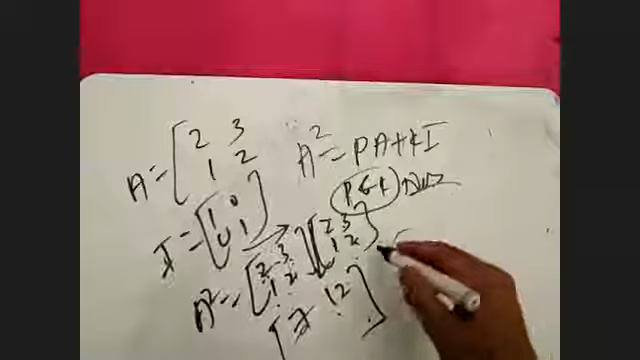 A = [2 3
1 2]
A² = PA + kI
I = [1 0
0 1]
A² = [2 3
1 2] [2 3
1 2]
[7 12